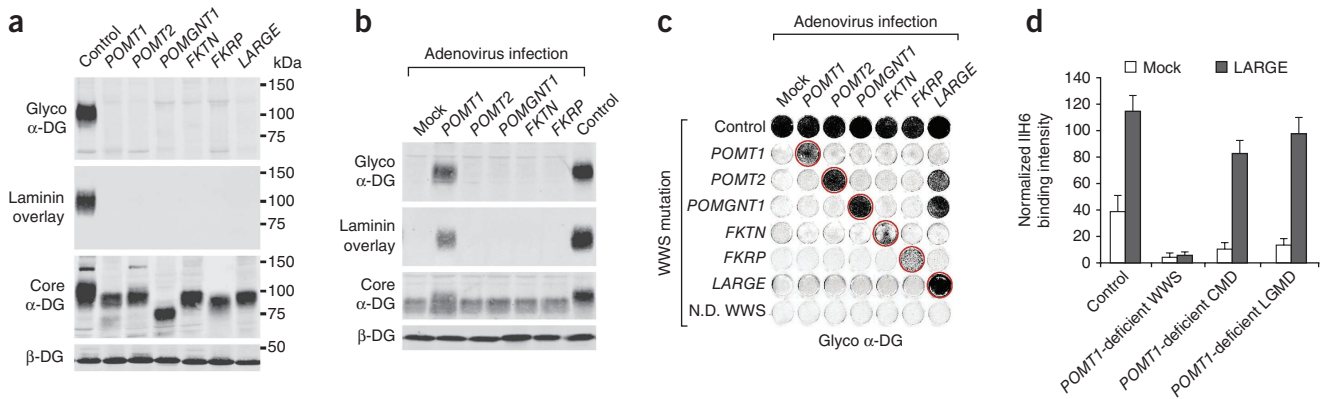 a
Control
POMT1
POMT2
POMGNT1
FKTN
FKRP
LARGE
kDa
Glyco
α-DG
150
100
75
Laminin
overlay
150
100
75
Core
α-DG
150
100
75
β-DG
50
b
Adenovirus infection
Mock
POMT1
POMT2
POMGNT1
FKTN
FKRP
Control
Glyco
α-DG
Laminin
overlay
Core
α-DG
β-DG
c
Adenovirus infection
Mock
POMT1
POMT2
POMGNT1
FKTN
FKRP
LARGE
WWS mutation
Control
POMT1
POMT2
POMGNT1
FKTN
FKRP
LARGE
N.D. WWS
Glyco α-DG
d
Mock
LARGE
Normalized IIH6
binding intensity
140
120
100
80
60
40
20
0
Control
POMT1-deficient WWS
POMT1-deficient CMD
POMT1-deficient LGMD